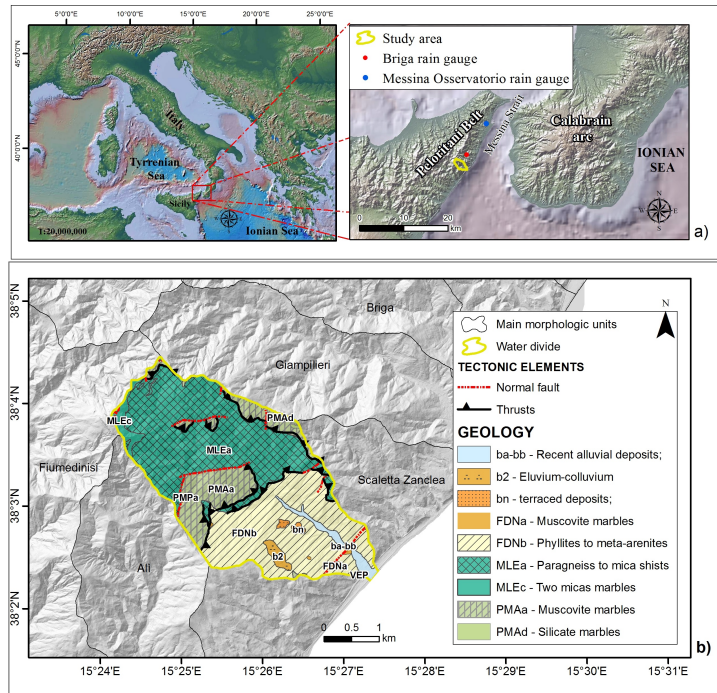 5°0'0"E 10°0'0"E 15°0'0"E 20°0'0"E 25°0'0"E
45°0'0"N
40°0'0"N
Italy
Tyrrenian
Sea
Sicily
Ionian Sea
1:20,000,000
Study area
Briga rain gauge
Messina Osservatorio rain gauge
Peloritani Belt
Messina Strait
Calabrain
arc
IONIAN
SEA
N
W E
S
0 10 20
km
a)
38°5'N
38°4'N
38°3'N
38°2'N
Briga
Giampilieri
Fiumedinisi
Scaletta Zanclea
Alì
MLEc
PMAd
MLEa
PMAa
PMPa
FDNb
bn
b2
ba-bb
FDNa
VEP
0 0.5 1
km
N
Main morphologic units
Water divide
TECTONIC ELEMENTS
Normal fault
Thrusts
GEOLOGY
ba-bb - Recent alluvial deposits;
b2 - Eluvium-colluvium
bn - terraced deposits;
FDNa - Muscovite marbles
FDNb - Phyllites to meta-arenites
MLEa - Paragneiss to mica shists
MLEc - Two micas marbles
PMAa - Muscovite marbles
PMAd - Silicate marbles
b)
15°24'E 15°25'E 15°26'E 15°27'E 15°28'E 15°29'E 15°30'E 15°31'E